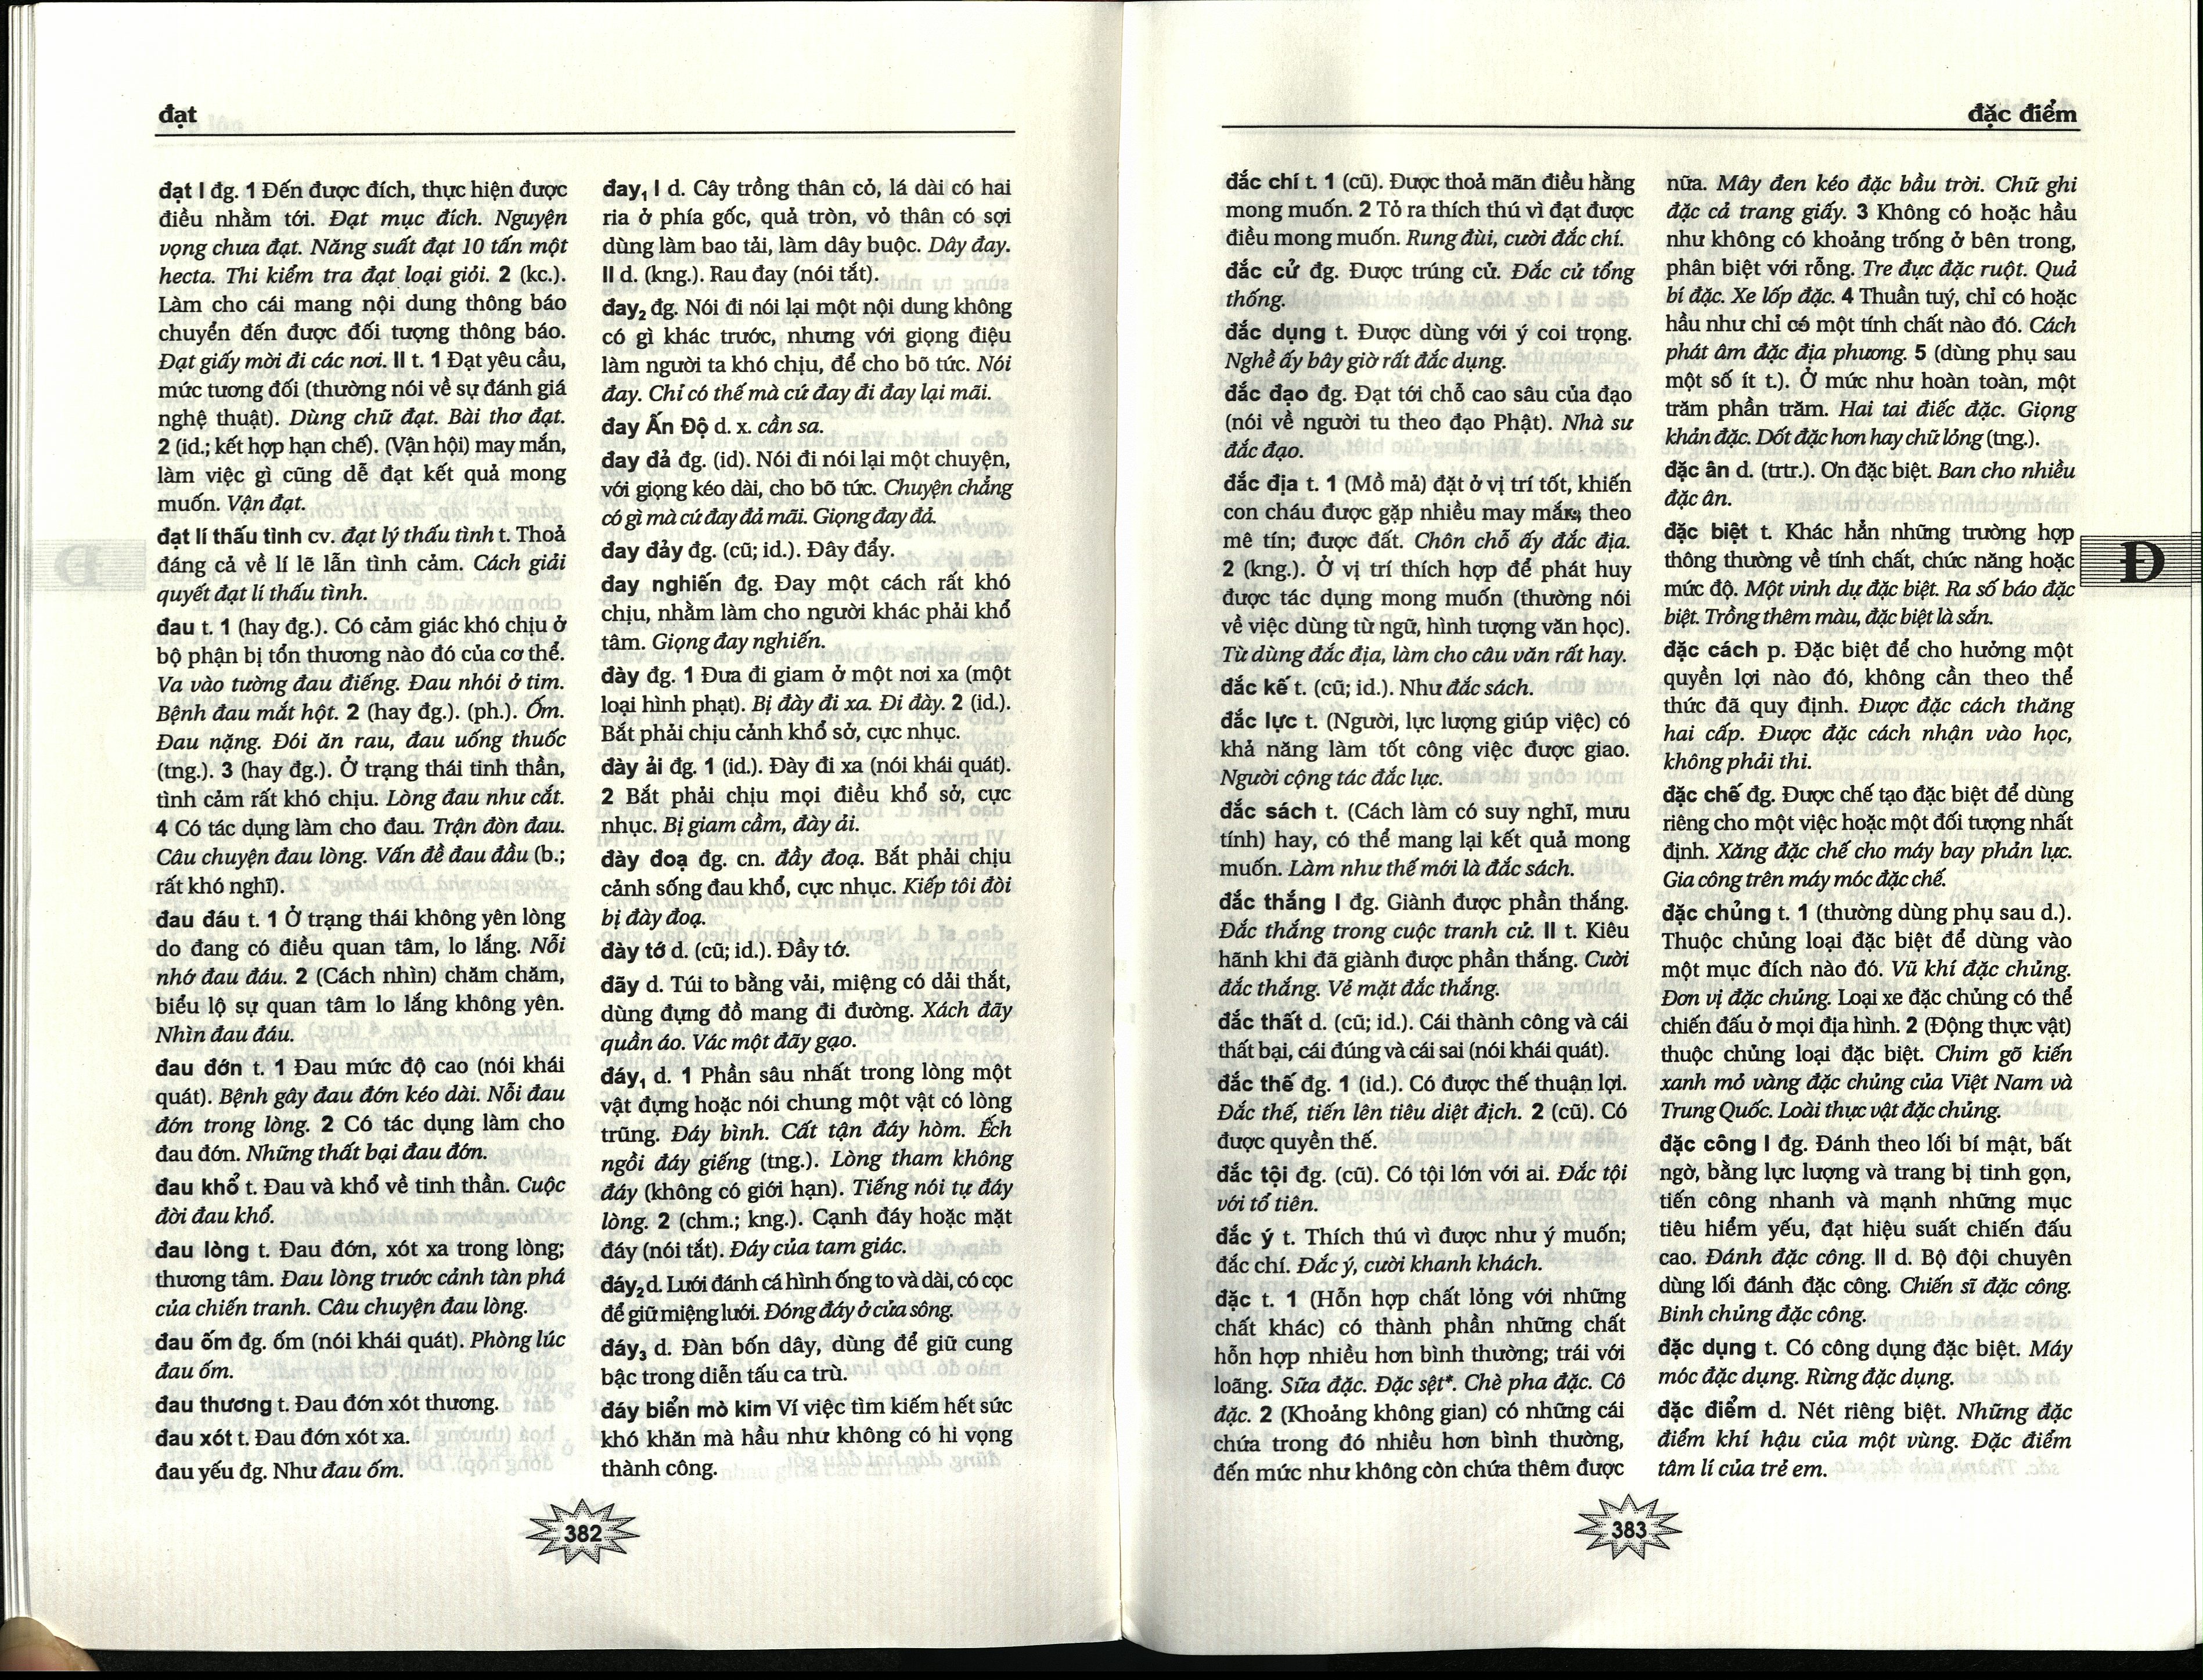 đạt
đạt I đg. 1 Đến được đích, thực hiện được
điều nhằm tới. Đạt mục đích. Nguyện
vọng chưa đạt. Năng suất đạt 10 tấn một
hecta. Thi kiểm tra đạt loại giỏi. 2 (kc.).
Làm cho cái mang nội dung thông báo
chuyển đến được đối tượng thông báo.
Đạt giấy mời đi các nơi. II t. 1 Đạt yêu cầu,
mức tương đối (thường nói về sự đánh giá
nghệ thuật). Dùng chữ đạt. Bài thơ đạt.
2 (id.; kết hợp hạn chế). (Vận hội) may mắn,
làm việc gì cũng dễ đạt kết quả mong
muốn. Vận đạt.
đạt lí thấu tình cv. đạt lý thấu tình t. Thoả
đáng cả về lí lẽ lẫn tình cảm. Cách giải
quyết đạt lí thấu tình.
đau t. 1 (hay đg.). Có cảm giác khó chịu ở
bộ phận bị tổn thương nào đó của cơ thể.
Va vào tường đau điếng. Đau nhói ở tim.
Bệnh đau mắt hột. 2 (hay đg.). (ph.). Ốm.
Đau nặng. Đói ăn rau, đau uống thuốc
(tng.). 3 (hay đg.). Ở trạng thái tinh thần,
tình cảm rất khó chịu. Lòng đau như cắt.
4 Có tác dụng làm cho đau. Trận đòn đau.
Câu chuyện đau lòng. Vấn đề đau đầu (b.;
rất khó nghĩ).
đau đáu t. 1 Ở trạng thái không yên lòng
do đang có điều quan tâm, lo lắng. Nỗi
nhớ đau đáu. 2 (Cách nhìn) chăm chăm,
biểu lộ sự quan tâm lo lắng không yên.
Nhìn đau đáu.
đau đớn t. 1 Đau mức độ cao (nói khái
quát). Bệnh gây đau đớn kéo dài. Nỗi đau
đớn trong lòng. 2 Có tác dụng làm cho
đau đớn. Những thất bại đau đớn.
đau khổ t. Đau và khổ về tinh thần. Cuộc
đời đau khổ.
đau lòng t. Đau đớn, xót xa trong lòng;
thương tâm. Đau lòng trước cảnh tàn phá
của chiến tranh. Câu chuyện đau lòng.
đau ốm đg. ốm (nói khái quát). Phòng lúc
đau ốm.
đau thương t. Đau đớn xót thương.
đau xót t. Đau đớn xót xa.
đau yếu đg. Như đau ốm.
đay₁ I d. Cây trồng thân cỏ, lá dài có hai
ria ở phía gốc, quả tròn, vỏ thân có sợi
dùng làm bao tải, làm dây buộc. Dây đay.
II d. (kng.). Rau đay (nói tắt).
đay₂ đg. Nói đi nói lại một nội dung không
có gì khác trước, nhưng với giọng điệu
làm người ta khó chịu, để cho bõ tức. Nói
đay. Chỉ có thế mà cứ đay đi đay lại mãi.
đay Ấn Độ d. x. cần sa.
đay đả đg. (id). Nói đi nói lại một chuyện,
với giọng kéo dài, cho bõ tức. Chuyện chẳng
có gì mà cứ đay đả mãi. Giọng đay đả.
đay đảy đg. (cũ; id.). Đây đẩy.
đay nghiến đg. Đay một cách rất khó
chịu, nhằm làm cho người khác phải khổ
tâm. Giọng đay nghiến.
đày đg. 1 Đưa đi giam ở một nơi xa (một
loại hình phạt). Bị đày đi xa. Đi đày. 2 (id.).
Bắt phải chịu cảnh khổ sở, cực nhục.
đày ải đg. 1 (id.). Đày đi xa (nói khái quát).
2 Bắt phải chịu mọi điều khổ sở, cực
nhục. Bị giam cầm, đày ải.
đày đoạ đg. cn. đầy đoạ. Bắt phải chịu
cảnh sống đau khổ, cực nhục. Kiếp tôi đòi
bị đày đoạ.
đày tớ d. (cũ; id.). Đầy tớ.
đãy d. Túi to bằng vải, miệng có dải thắt,
dùng đựng đồ mang đi đường. Xách đãy
quần áo. Vác một đãy gạo.
đáy₁ d. 1 Phần sâu nhất trong lòng một
vật đựng hoặc nói chung một vật có lòng
trũng. Đáy bình. Cất tận đáy hòm. Ếch
ngồi đáy giếng (tng.). Lòng tham không
đáy (không có giới hạn). Tiếng nói tự đáy
lòng. 2 (chm.; kng.). Cạnh đáy hoặc mặt
đáy (nói tắt). Đáy của tam giác.
đáy₂ d. Lưới đánh cá hình ống to và dài, có cọc
để giữ miệng lưới. Đóng đáy ở cửa sông.
đáy₃ d. Đàn bốn dây, dùng để giữ cung
bậc trong diễn tấu ca trù.
đáy biển mò kim Ví việc tìm kiếm hết sức
khó khăn mà hầu như không có hi vọng
thành công.
382
đặc điểm
đắc chí t. 1 (cũ). Được thoả mãn điều hằng
mong muốn. 2 Tỏ ra thích thú vì đạt được
điều mong muốn. Rung đùi, cười đắc chí.
đắc cử đg. Được trúng cử. Đắc cử tổng
thống.
đắc dụng t. Được dùng với ý coi trọng.
Nghề ấy bây giờ rất đắc dụng.
đắc đạo đg. Đạt tới chỗ cao sâu của đạo
(nói về người tu theo đạo Phật). Nhà sư
đắc đạo.
đắc địa t. 1 (Mồ mả) đặt ở vị trí tốt, khiến
con cháu được gặp nhiều may mắn, theo
mê tín; được đất. Chôn chỗ ấy đắc địa.
2 (kng.). Ở vị trí thích hợp để phát huy
được tác dụng mong muốn (thường nói
về việc dùng từ ngữ, hình tượng văn học).
Từ dùng đắc địa, làm cho câu văn rất hay.
đắc kế t. (cũ; id.). Như đắc sách.
đắc lực t. (Người, lực lượng giúp việc) có
khả năng làm tốt công việc được giao.
Người cộng tác đắc lực.
đắc sách t. (Cách làm có suy nghĩ, mưu
tính) hay, có thể mang lại kết quả mong
muốn. Làm như thế mới là đắc sách.
đắc thắng I đg. Giành được phần thắng.
Đắc thắng trong cuộc tranh cử. II t. Kiêu
hãnh khi đã giành được phần thắng. Cười
đắc thắng. Vẻ mặt đắc thắng.
đắc thất d. (cũ; id.). Cái thành công và cái
thất bại, cái đúng và cái sai (nói khái quát).
đắc thế đg. 1 (id.). Có được thế thuận lợi.
Đắc thế, tiến lên tiêu diệt địch. 2 (cũ). Có
được quyền thế.
đắc tội đg. (cũ). Có tội lớn với ai. Đắc tội
với tổ tiên.
đắc ý t. Thích thú vì được như ý muốn;
đắc chí. Đắc ý, cười khanh khách.
đặc t. 1 (Hỗn hợp chất lỏng với những
chất khác) có thành phần những chất
hỗn hợp nhiều hơn bình thường; trái với
loãng. Sữa đặc. Đặc sệt*. Chè pha đặc. Cô
đặc. 2 (Khoảng không gian) có những cái
chứa trong đó nhiều hơn bình thường,
đến mức như không còn chứa thêm được
nữa. Mây đen kéo đặc bầu trời. Chữ ghi
đặc cả trang giấy. 3 Không có hoặc hầu
như không có khoảng trống ở bên trong,
phân biệt với rỗng. Tre đực đặc ruột. Quả
bí đặc. Xe lốp đặc. 4 Thuần tuý, chỉ có hoặc
hầu như chỉ có một tính chất nào đó. Cách
phát âm đặc địa phương. 5 (dùng phụ sau
một số ít t.). Ở mức như hoàn toàn, một
trăm phần trăm. Hai tai điếc đặc. Giọng
khản đặc. Dốt đặc hơn hay chữ lỏng (tng.).
đặc ân d. (trtr.). Ơn đặc biệt. Ban cho nhiều
đặc ân.
đặc biệt t. Khác hẳn những trường hợp
thông thường về tính chất, chức năng hoặc
mức độ. Một vinh dự đặc biệt. Ra số báo đặc
biệt. Trồng thêm màu, đặc biệt là sắn.
đặc cách p. Đặc biệt để cho hưởng một
quyền lợi nào đó, không cần theo thể
thức đã quy định. Được đặc cách thăng
hai cấp. Được đặc cách nhận vào học,
không phải thi.
đặc chế đg. Được chế tạo đặc biệt để dùng
riêng cho một việc hoặc một đối tượng nhất
định. Xăng đặc chế cho máy bay phản lực.
Gia công trên máy móc đặc chế.
đặc chủng t. 1 (thường dùng phụ sau d.).
Thuộc chủng loại đặc biệt để dùng vào
một mục đích nào đó. Vũ khí đặc chủng.
Đơn vị đặc chủng. Loại xe đặc chủng có thể
chiến đấu ở mọi địa hình. 2 (Động thực vật)
thuộc chủng loại đặc biệt. Chim gõ kiến
xanh mỏ vàng đặc chủng của Việt Nam và
Trung Quốc. Loài thực vật đặc chủng.
đặc công I đg. Đánh theo lối bí mật, bất
ngờ, bằng lực lượng và trang bị tinh gọn,
tiến công nhanh và mạnh những mục
tiêu hiểm yếu, đạt hiệu suất chiến đấu
cao. Đánh đặc công. II d. Bộ đội chuyên
dùng lối đánh đặc công. Chiến sĩ đặc công.
Binh chủng đặc công.
đặc dụng t. Có công dụng đặc biệt. Máy
móc đặc dụng. Rừng đặc dụng.
đặc điểm d. Nét riêng biệt. Những đặc
điểm khí hậu của một vùng. Đặc điểm
tâm lí của trẻ em.
Đ
383